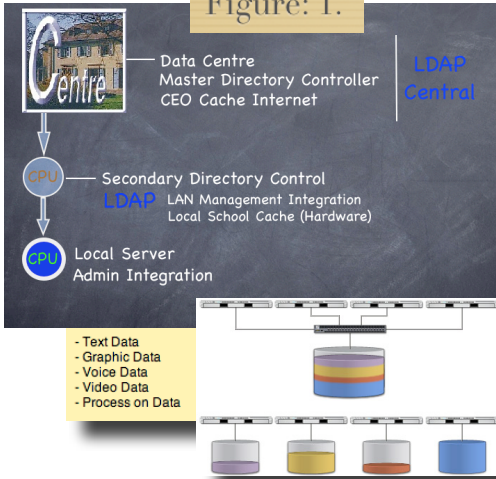 Figure: 1.
Centre
Data Centre
Master Directory Controller
CEO Cache Internet
LDAP
Central
CPU
Secondary Directory Control
LDAP
LAN Management Integration
Local School Cache (Hardware)
CPU
Local Server
Admin Integration
- Text Data
- Graphic Data
- Voice Data
- Video Data
- Process on Data